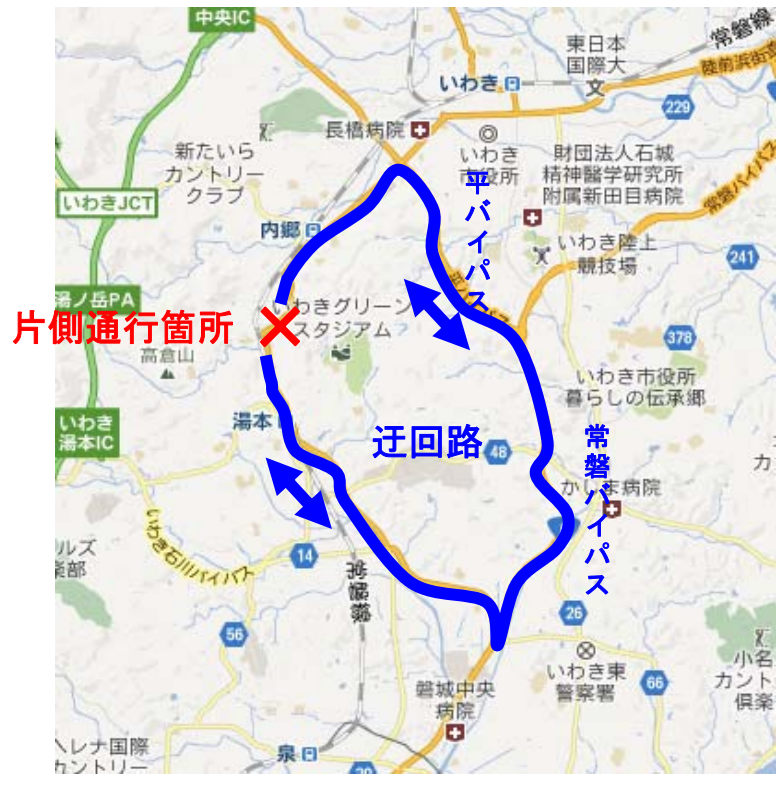 中央IC
常磐線
東日本
国際大
陸前浜街道
いわき
229
長橋病院
いわき
市役所
新たいら
カントリー
クラブ
財団法人石城
精神醫学研究所
附属新田目病院
平バイパス
常磐バイパス
いわきJCT
内郷
いわき陸上
競技場
241
湯ノ岳PA
いわきグリーン
スタジアム
片側通行箇所
378
高倉山
いわき市役所
暮らしの伝承郷
いわき
湯本IC
湯本
迂回路
48
常磐バイパス
かしま病院
いわき石川バイパス
14
常磐線
26
56
いわき東
警察署
66
小名
カント
倶楽
磐城中央
病院
ヘレナ国際
カントリー
泉